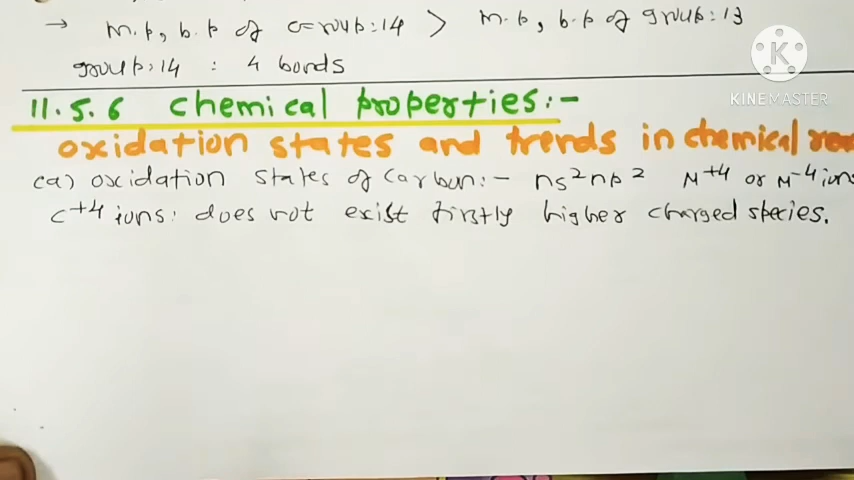 → m.p, b.p of Group:14 > m.p, b.p of group:13
group:14 : 4 bonds
K
KINEMASTER
11.5.6 chemical properties:-
oxidation states and trends in chemical rea
(a) oxidation states of carbon:- ns²np² M⁺⁴ or M⁻⁴ ions
C⁺⁴ ions: does not exist firstly higher charged species.